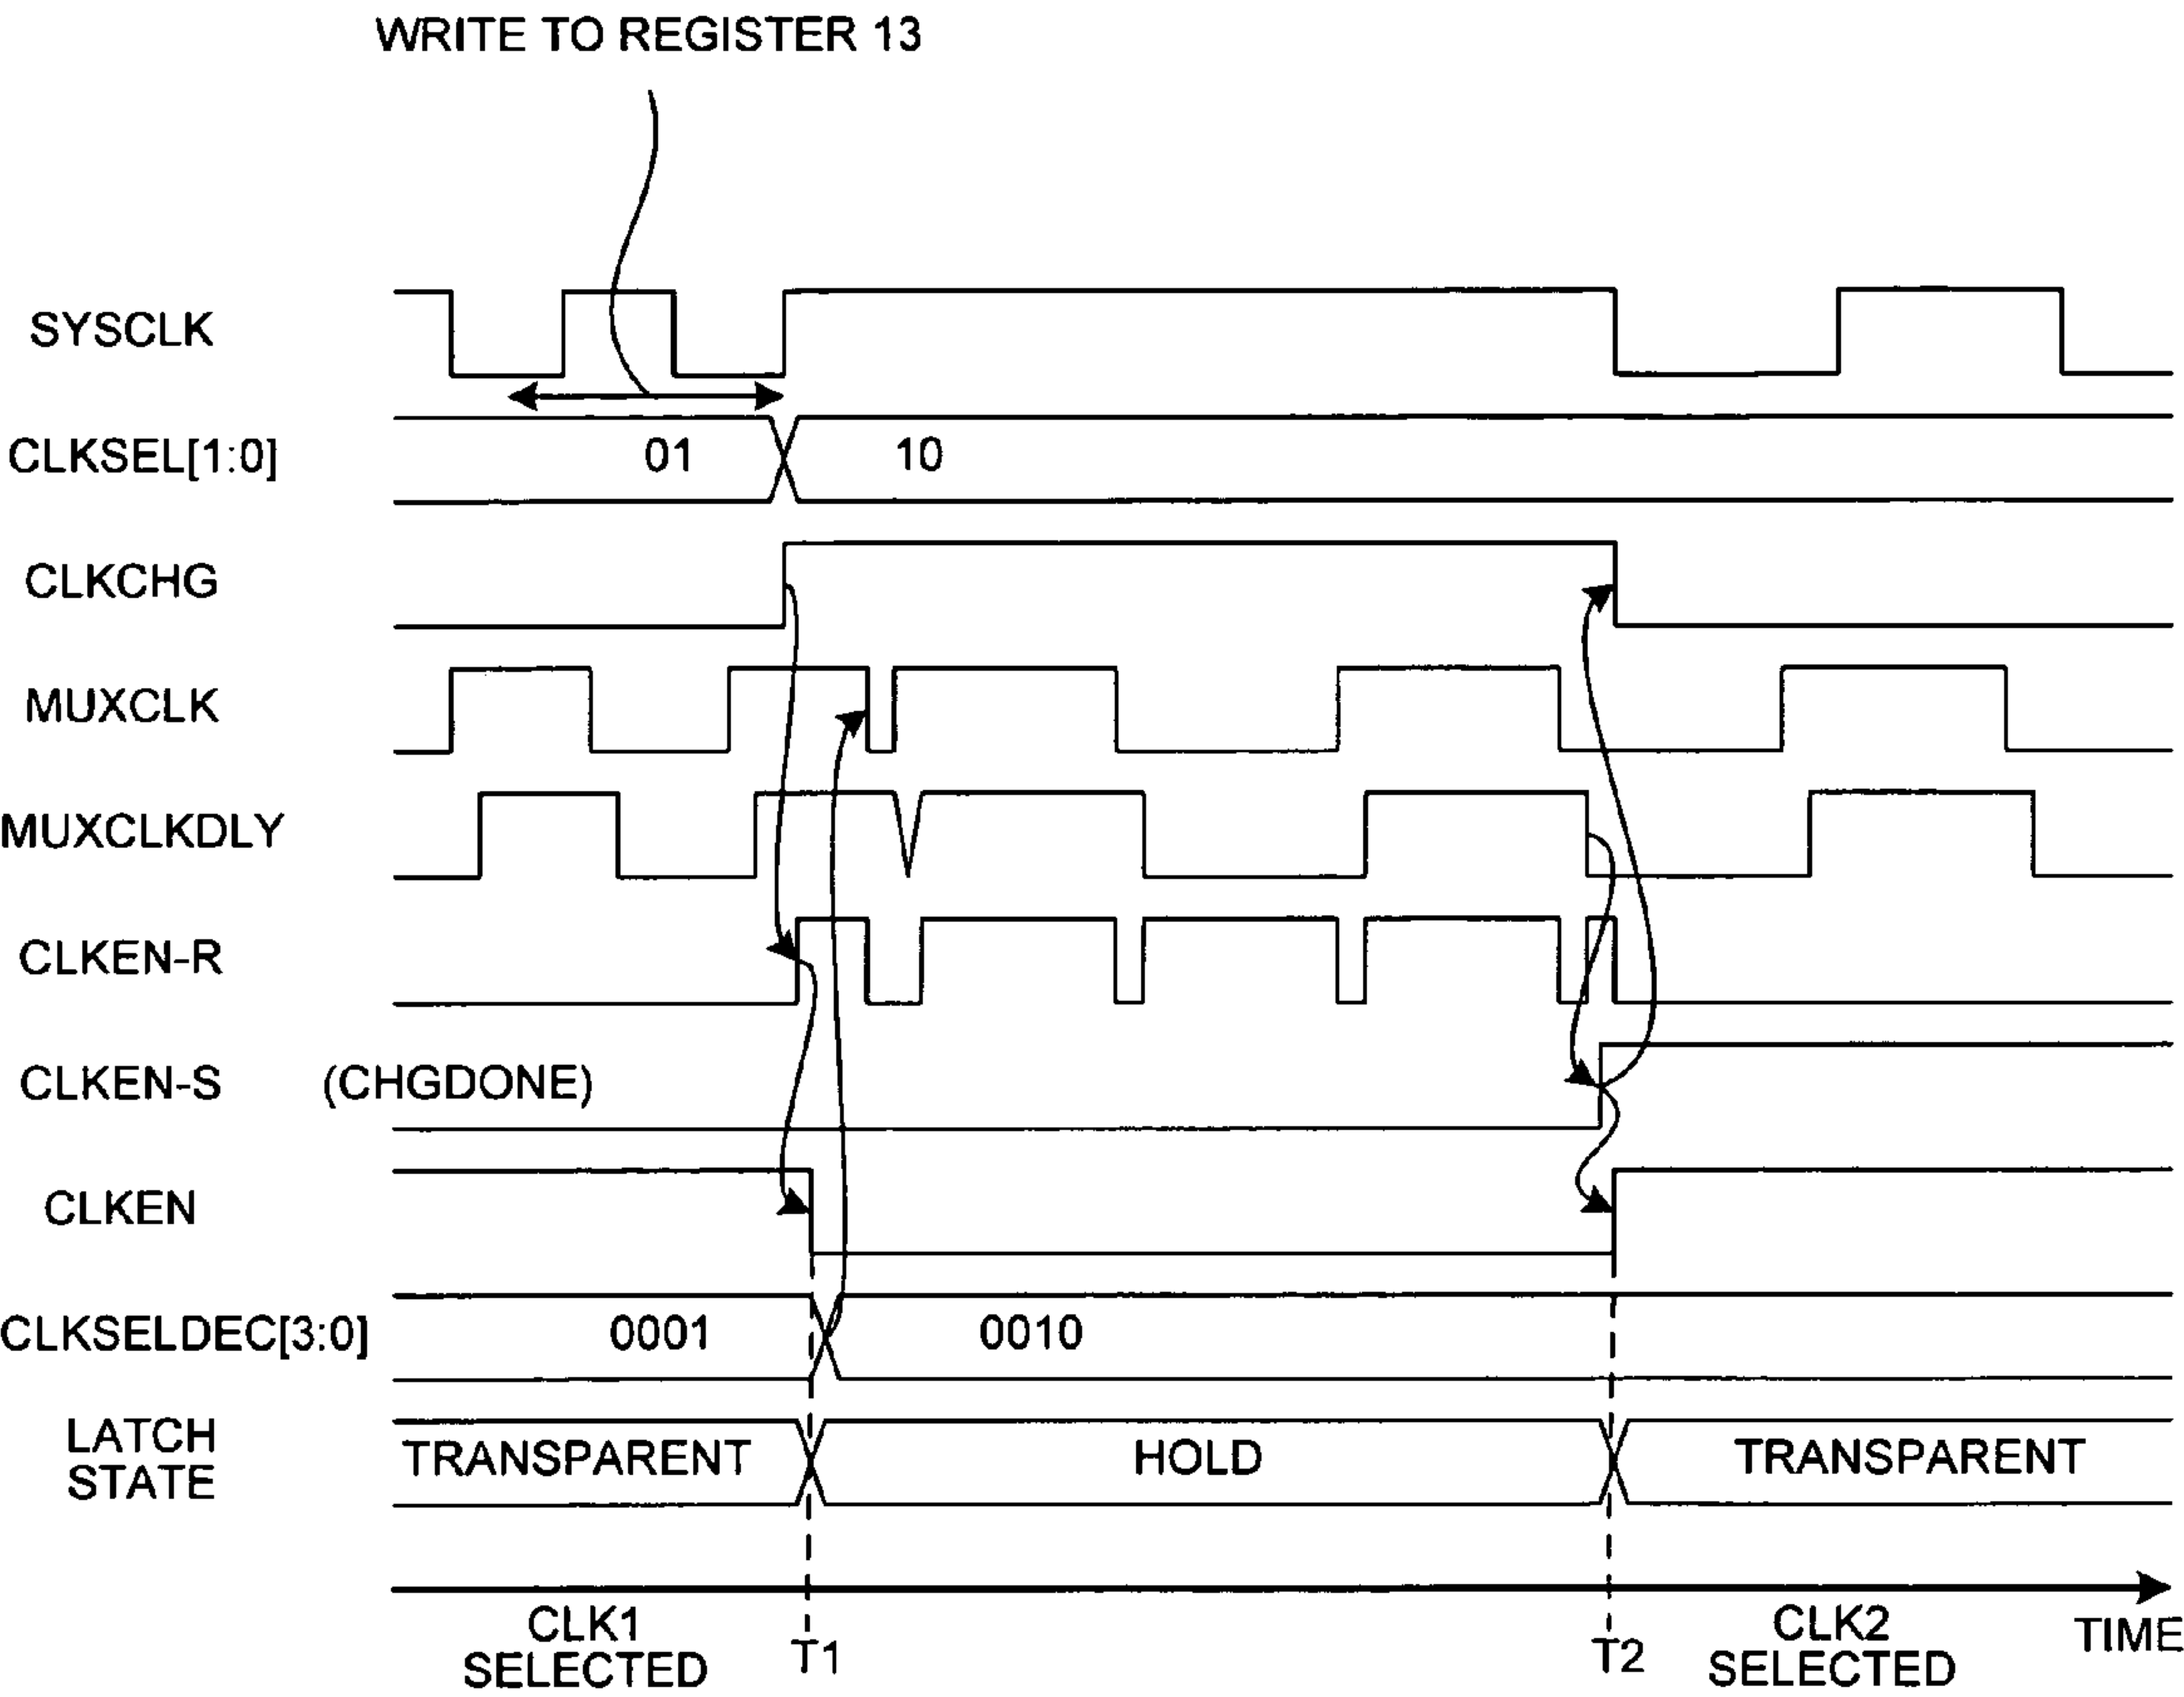 WRITE TO REGISTER 13
SYSCLK
CLKSEL[1:0]
01
10
CLKCHG
MUXCLK
MUXCLKDLY
CLKEN-R
CLKEN-S
(CHGDONE)
CLKEN
CLKSELDEC[3:0]
0001
0010
LATCH
STATE
TRANSPARENT
HOLD
TRANSPARENT
CLK1
SELECTED
T1
T2
CLK2
SELECTED
TIME